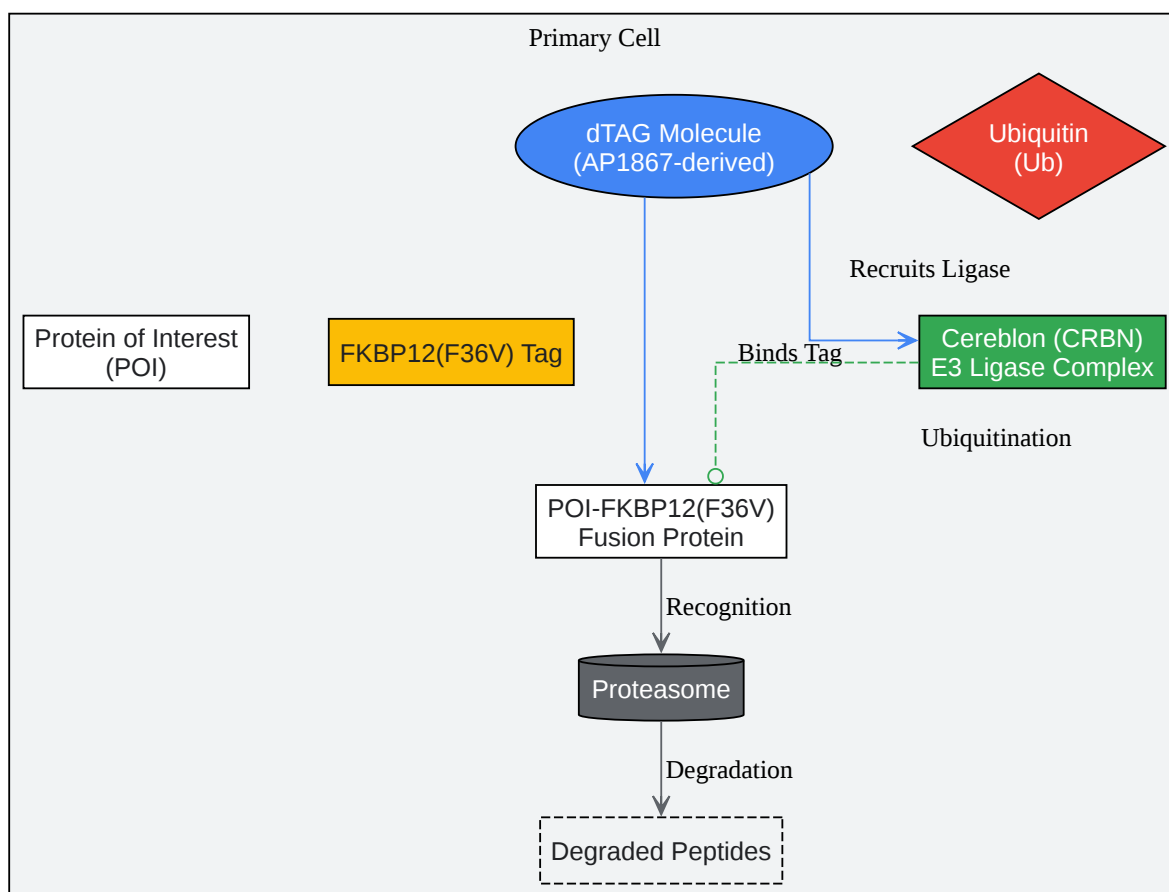 Primary Cell
dTAG Molecule
(AP1867-derived)
Ubiquitin
(Ub)
Recruits Ligase
Protein of Interest
(POI)
FKBP12(F36V) Tag
Binds Tag
Cereblon (CRBN)
E3 Ligase Complex
Ubiquitination
POI-FKBP12(F36V)
Fusion Protein
Recognition
Proteasome
Degradation
Degraded Peptides